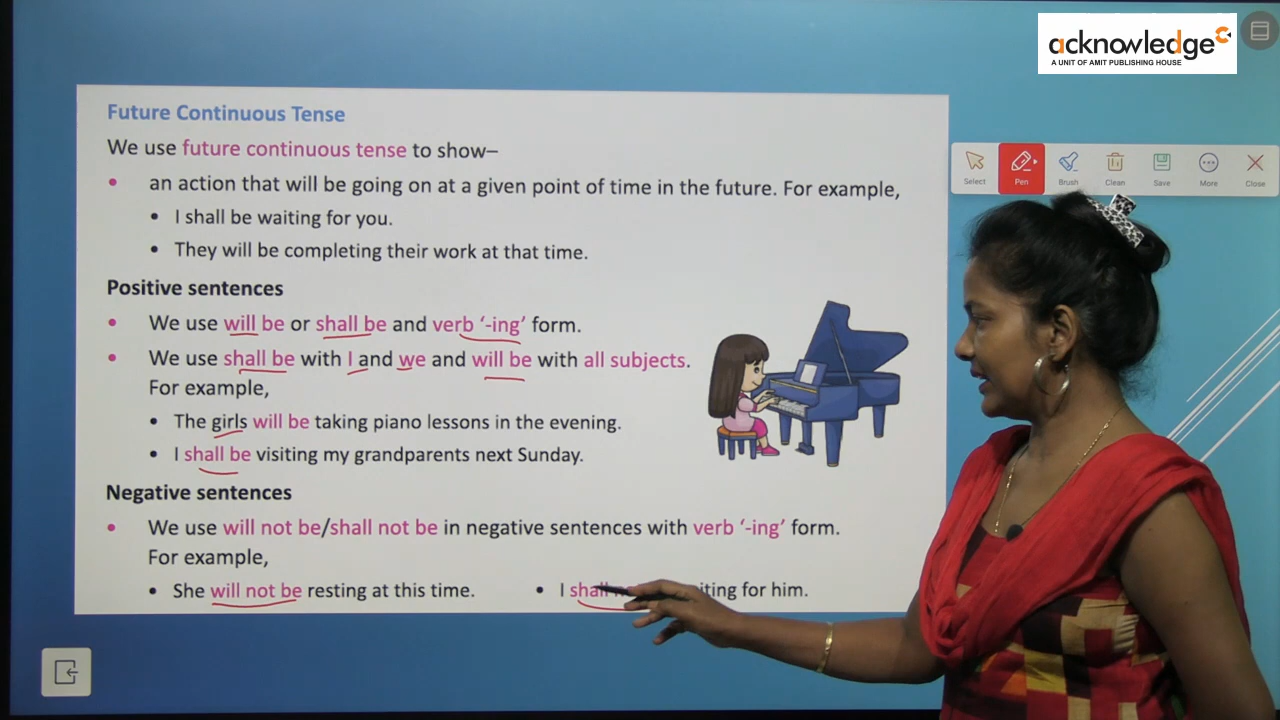 acknowledge
A UNIT OF AMIT PUBLISHING HOUSE
Future Continuous Tense
We use future continuous tense to show–
• an action that will be going on at a given point of time in the future. For example,
• I shall be waiting for you.
• They will be completing their work at that time.
Select Pen Brush Clean Save More Close
Positive sentences
• We use will be or shall be and verb ‘-ing’ form.
• We use shall be with I and we and will be with all subjects.
For example,
• The girls will be taking piano lessons in the evening.
• I shall be visiting my grandparents next Sunday.
Negative sentences
• We use will not be/shall not be in negative sentences with verb ‘-ing’ form.
For example,
• She will not be resting at this time.
• I shall for him.